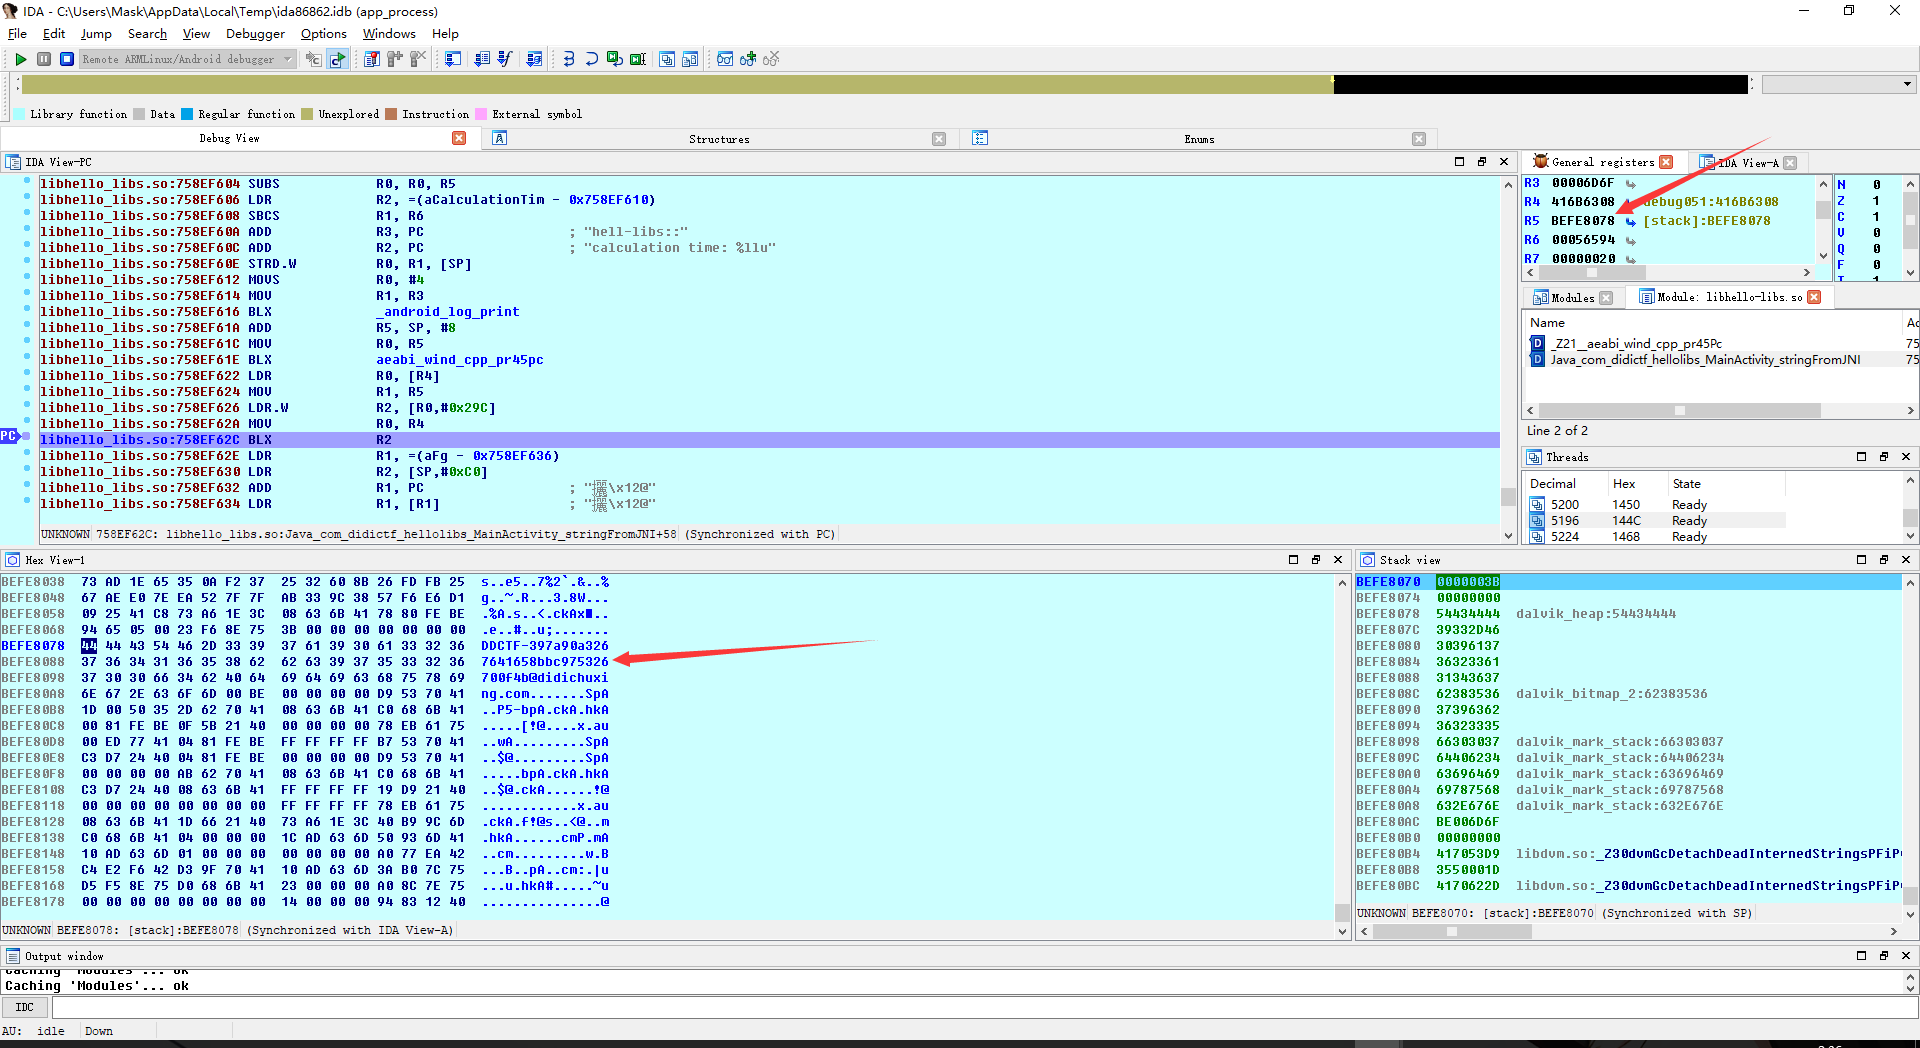 IDA - C:\Users\Mask\AppData\Local\Temp\ida86862.idb (app_process)
File Edit Jump Search View Debugger Options Windows Help
Remote ARMLinux/Android debugger
Library function Data Regular function Unexplored Instruction External symbol
Debug View Structures Enums
IDA View-PC
libhello_libs.so:758EF604 SUBS R0, R0, R5
libhello_libs.so:758EF606 LDR R2, =(aCalculationTim - 0x758EF610)
libhello_libs.so:758EF608 SBCS R1, R6
libhello_libs.so:758EF60A ADD R3, PC ; "hell-libs::"
libhello_libs.so:758EF60C ADD R2, PC ; "calculation time: %llu"
libhello_libs.so:758EF60E STRD.W R0, R1, [SP]
libhello_libs.so:758EF612 MOVS R0, #4
libhello_libs.so:758EF614 MOV R1, R3
libhello_libs.so:758EF616 BLX _android_log_print
libhello_libs.so:758EF61A ADD R5, SP, #8
libhello_libs.so:758EF61C MOV R0, R5
libhello_libs.so:758EF61E BLX aeabi_wind_cpp_pr45pc
libhello_libs.so:758EF622 LDR R0, [R4]
libhello_libs.so:758EF624 MOV R1, R5
libhello_libs.so:758EF626 LDR.W R2, [R0,#0x29C]
libhello_libs.so:758EF62A MOV R0, R4
PC libhello_libs.so:758EF62C BLX R2
libhello_libs.so:758EF62E LDR R1, =(aFg - 0x758EF636)
libhello_libs.so:758EF630 LDR R2, [SP,#0xC0]
libhello_libs.so:758EF632 ADD R1, PC ; "\x12@"
libhello_libs.so:758EF634 LDR R1, [R1] ; "\x12@"
UNKNOWN 758EF62C: libhello_libs.so:Java_com_didictf_hellolibs_MainActivity_stringFromJNI+58 (Synchronized with PC)
General registers IDA View-A
R3 00006D6F
R4 416B6308 debug051:416B6308
R5 BEFE8078 [stack]:BEFE8078
R6 00056594
R7 00000020
N 0
Z 1
C 1
V 0
Q 0
F 0
T 1
Modules Module: libhello-libs.so
Name
_Z21__aeabi_wind_cpp_pr45Pc 75
Java_com_didictf_hellolibs_MainActivity_stringFromJNI 75
Line 2 of 2
Threads
Decimal Hex State
5200 1450 Ready
5196 144C Ready
5224 1468 Ready
Hex View-1
BEFE8038 73 AD 1E 65 35 0A F2 37 25 32 60 8B 26 FD FB 25 s..e5..7%2`.&..%
BEFE8048 67 AE E0 7E EA 52 7F 7F AB 33 9C 38 57 F6 E6 D1 g..~.R...3.8W...
BEFE8058 09 25 41 C8 73 A6 1E 3C 08 63 6B 41 78 80 FE BE .%A.s..<.ckAx■..
BEFE8068 94 65 05 00 23 F6 8E 75 3B 00 00 00 00 00 00 00 .e..#..u;.......
BEFE8078 44 44 43 54 46 2D 33 39 37 61 39 30 61 33 32 36 DDCTF-397a90a326
BEFE8088 37 36 34 31 36 35 38 62 62 63 39 37 35 33 32 36 7641658bbc975326
BEFE8098 37 30 30 66 34 62 40 64 69 64 69 63 68 75 78 69 700f4b@didichuxi
BEFE80A8 6E 67 2E 63 6F 6D 00 BE 00 00 00 00 D9 53 70 41 ng.com.......SpA
BEFE80B8 1D 00 50 35 2D 62 70 41 08 63 6B 41 C0 68 6B 41 ..P5-bpA.ckA.hkA
BEFE80C8 00 81 FE BE 0F 5B 21 40 00 00 00 00 78 EB 61 75 .....[!@....x.au
BEFE80D8 00 ED 77 41 04 81 FE BE FF FF FF FF B7 53 70 41 ..wA.........SpA
BEFE80E8 C3 D7 24 40 04 81 FE BE 00 00 00 00 D9 53 70 41 ..$@.........SpA
BEFE80F8 00 00 00 00 AB 62 70 41 08 63 6B 41 C0 68 6B 41 .....bpA.ckA.hkA
BEFE8108 C3 D7 24 40 08 63 6B 41 FF FF FF FF 19 D9 21 40 ..$@.ckA......!@
BEFE8118 00 00 00 00 00 00 00 00 FF FF FF FF 78 EB 61 75 ............x.au
BEFE8128 08 63 6B 41 1D 66 21 40 73 A6 1E 3C 40 B9 9C 6D .ckA.f!@s..<@..m
BEFE8138 C0 68 6B 41 04 00 00 00 1C AD 63 6D 50 93 6D 41 .hkA......cmP.mA
BEFE8148 10 AD 63 6D 01 00 00 00 00 00 00 00 A0 77 EA 42 ..cm.........w.B
BEFE8158 C4 E2 F6 42 D3 9F 70 41 10 AD 63 6D 3A B0 7C 75 ...B..pA..cm:.|u
BEFE8168 D5 F5 8E 75 D0 68 6B 41 23 00 00 00 A0 8C 7E 75 ...u.hkA#.....~u
BEFE8178 00 00 00 00 00 00 00 00 14 00 00 00 94 83 12 40 ...............@
UNKNOWN BEFE8078: [stack]:BEFE8078 (Synchronized with IDA View-A)
Stack view
BEFE8070 0000003B
BEFE8074 00000000
BEFE8078 54434444 dalvik_heap:54434444
BEFE807C 39332D46
BEFE8080 30396137
BEFE8084 36323361
BEFE8088 31343637
BEFE808C 62383536 dalvik_bitmap_2:62383536
BEFE8090 37396362
BEFE8094 36323335
BEFE8098 66303037 dalvik_mark_stack:66303037
BEFE809C 64406234 dalvik_mark_stack:64406234
BEFE80A0 63696469 dalvik_mark_stack:63696469
BEFE80A4 69787568 dalvik_mark_stack:69787568
BEFE80A8 632E676E dalvik_mark_stack:632E676E
BEFE80AC BE006D6F
BEFE80B0 00000000
BEFE80B4 417053D9 libdvm.so:_Z30dvmGcDetachDeadInternedStringsPFiP
BEFE80B8 3550001D
BEFE80BC 4170622D libdvm.so:_Z30dvmGcDetachDeadInternedStringsPFiP
UNKNOWN BEFE8070: [stack]:BEFE8070 (Synchronized with SP)
Output window
Caching 'Modules'... ok
Caching 'Modules'... ok
IDC
AU: idle Down